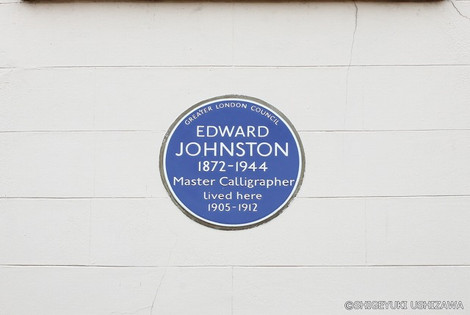 GREATER LONDON COUNCIL
EDWARD
JOHNSTON
1872-1944
Master Calligrapher
lived here
1905-1912
©SHIGEYUKI USHIZAWA